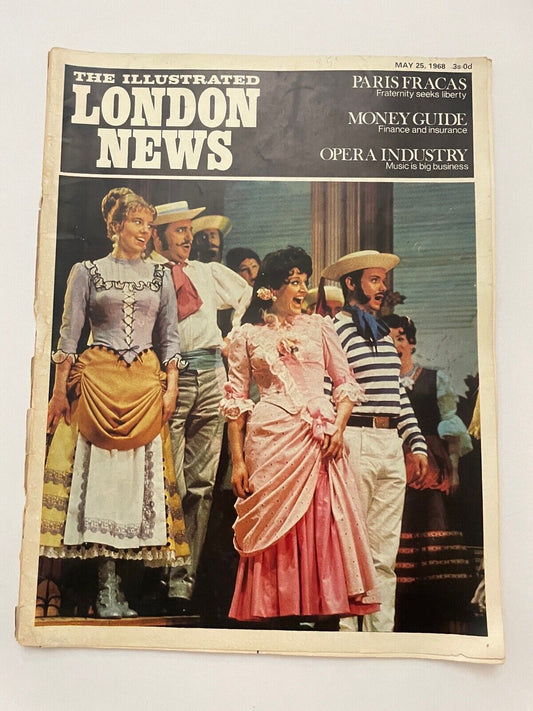 MAY 25, 1968 3s·0d
THE ILLUSTRATED
LONDON
NEWS
PARIS FRACAS
Fraternity seeks liberty
MONEY GUIDE
Finance and insurance
OPERA INDUSTRY
Music is big business